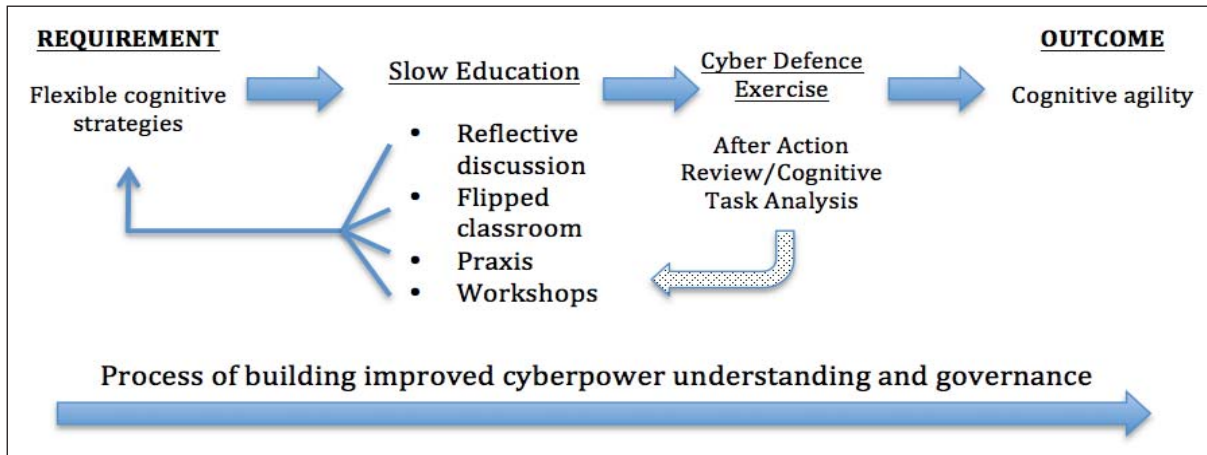 REQUIREMENT
Flexible cognitive
strategies
Slow Education
• Reflective
discussion
• Flipped
classroom
• Praxis
• Workshops
Cyber Defence
Exercise
After Action
Review/Cognitive
Task Analysis
OUTCOME
Cognitive agility
Process of building improved cyberpower understanding and governance